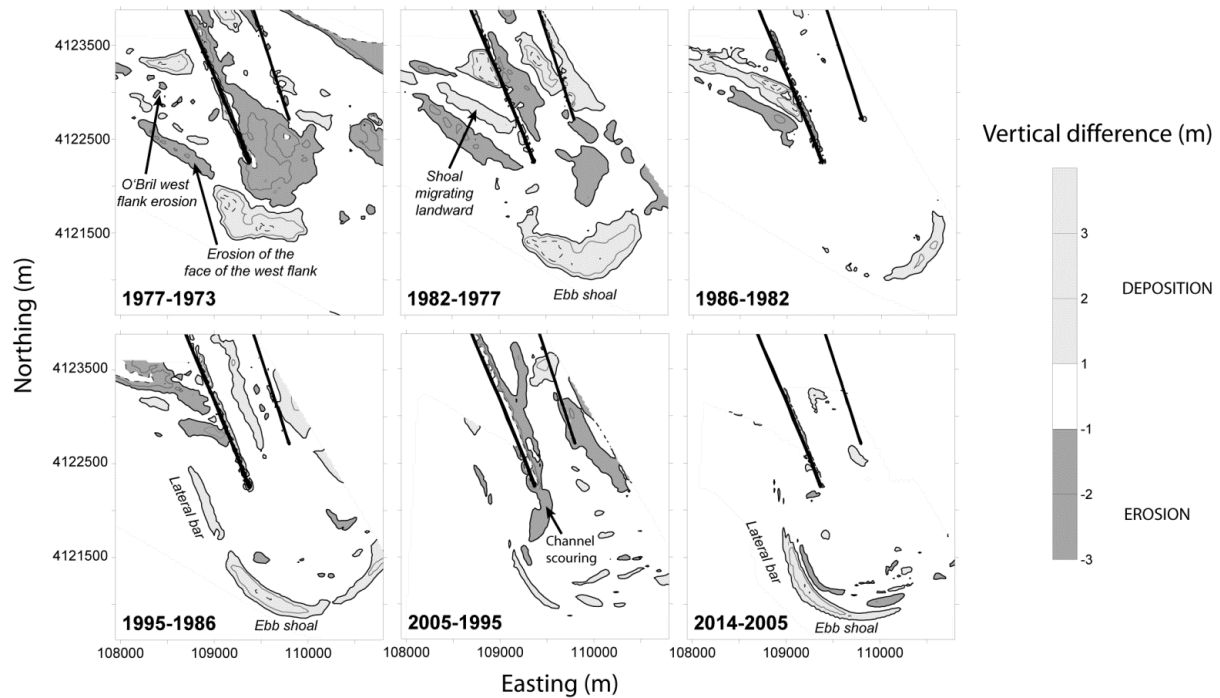 4123500
4122500
4121500
O'Bril west
flank erosion
Erosion of the
face of the west flank
1977-1973
Shoal
migrating
landward
Ebb shoal
1982-1977
1986-1982
Vertical difference (m)
3
2
1
-1
-2
-3
DEPOSITION
EROSION
Northing (m)
4123500
4122500
4121500
Lateral bar
Ebb shoal
1995-1986
Channel
scouring
2005-1995
Lateral bar
Ebb shoal
2014-2005
108000
109000
110000
108000
109000
110000
108000
109000
110000
Easting (m)